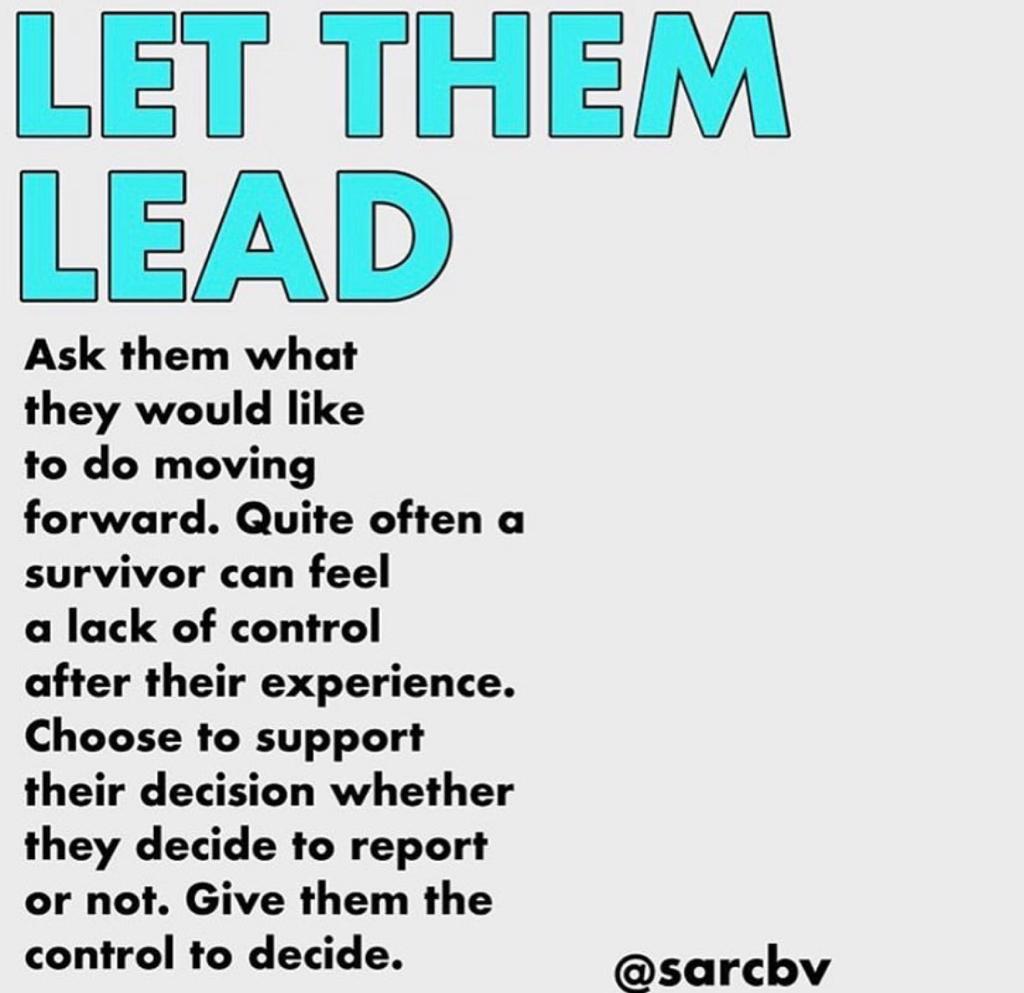 LET THEM
LEAD
Ask them what
they would like
to do moving
forward. Quite often a
survivor can feel
a lack of control
after their experience.
Choose to support
their decision whether
they decide to report
or not. Give them the
control to decide.
@sarcbv